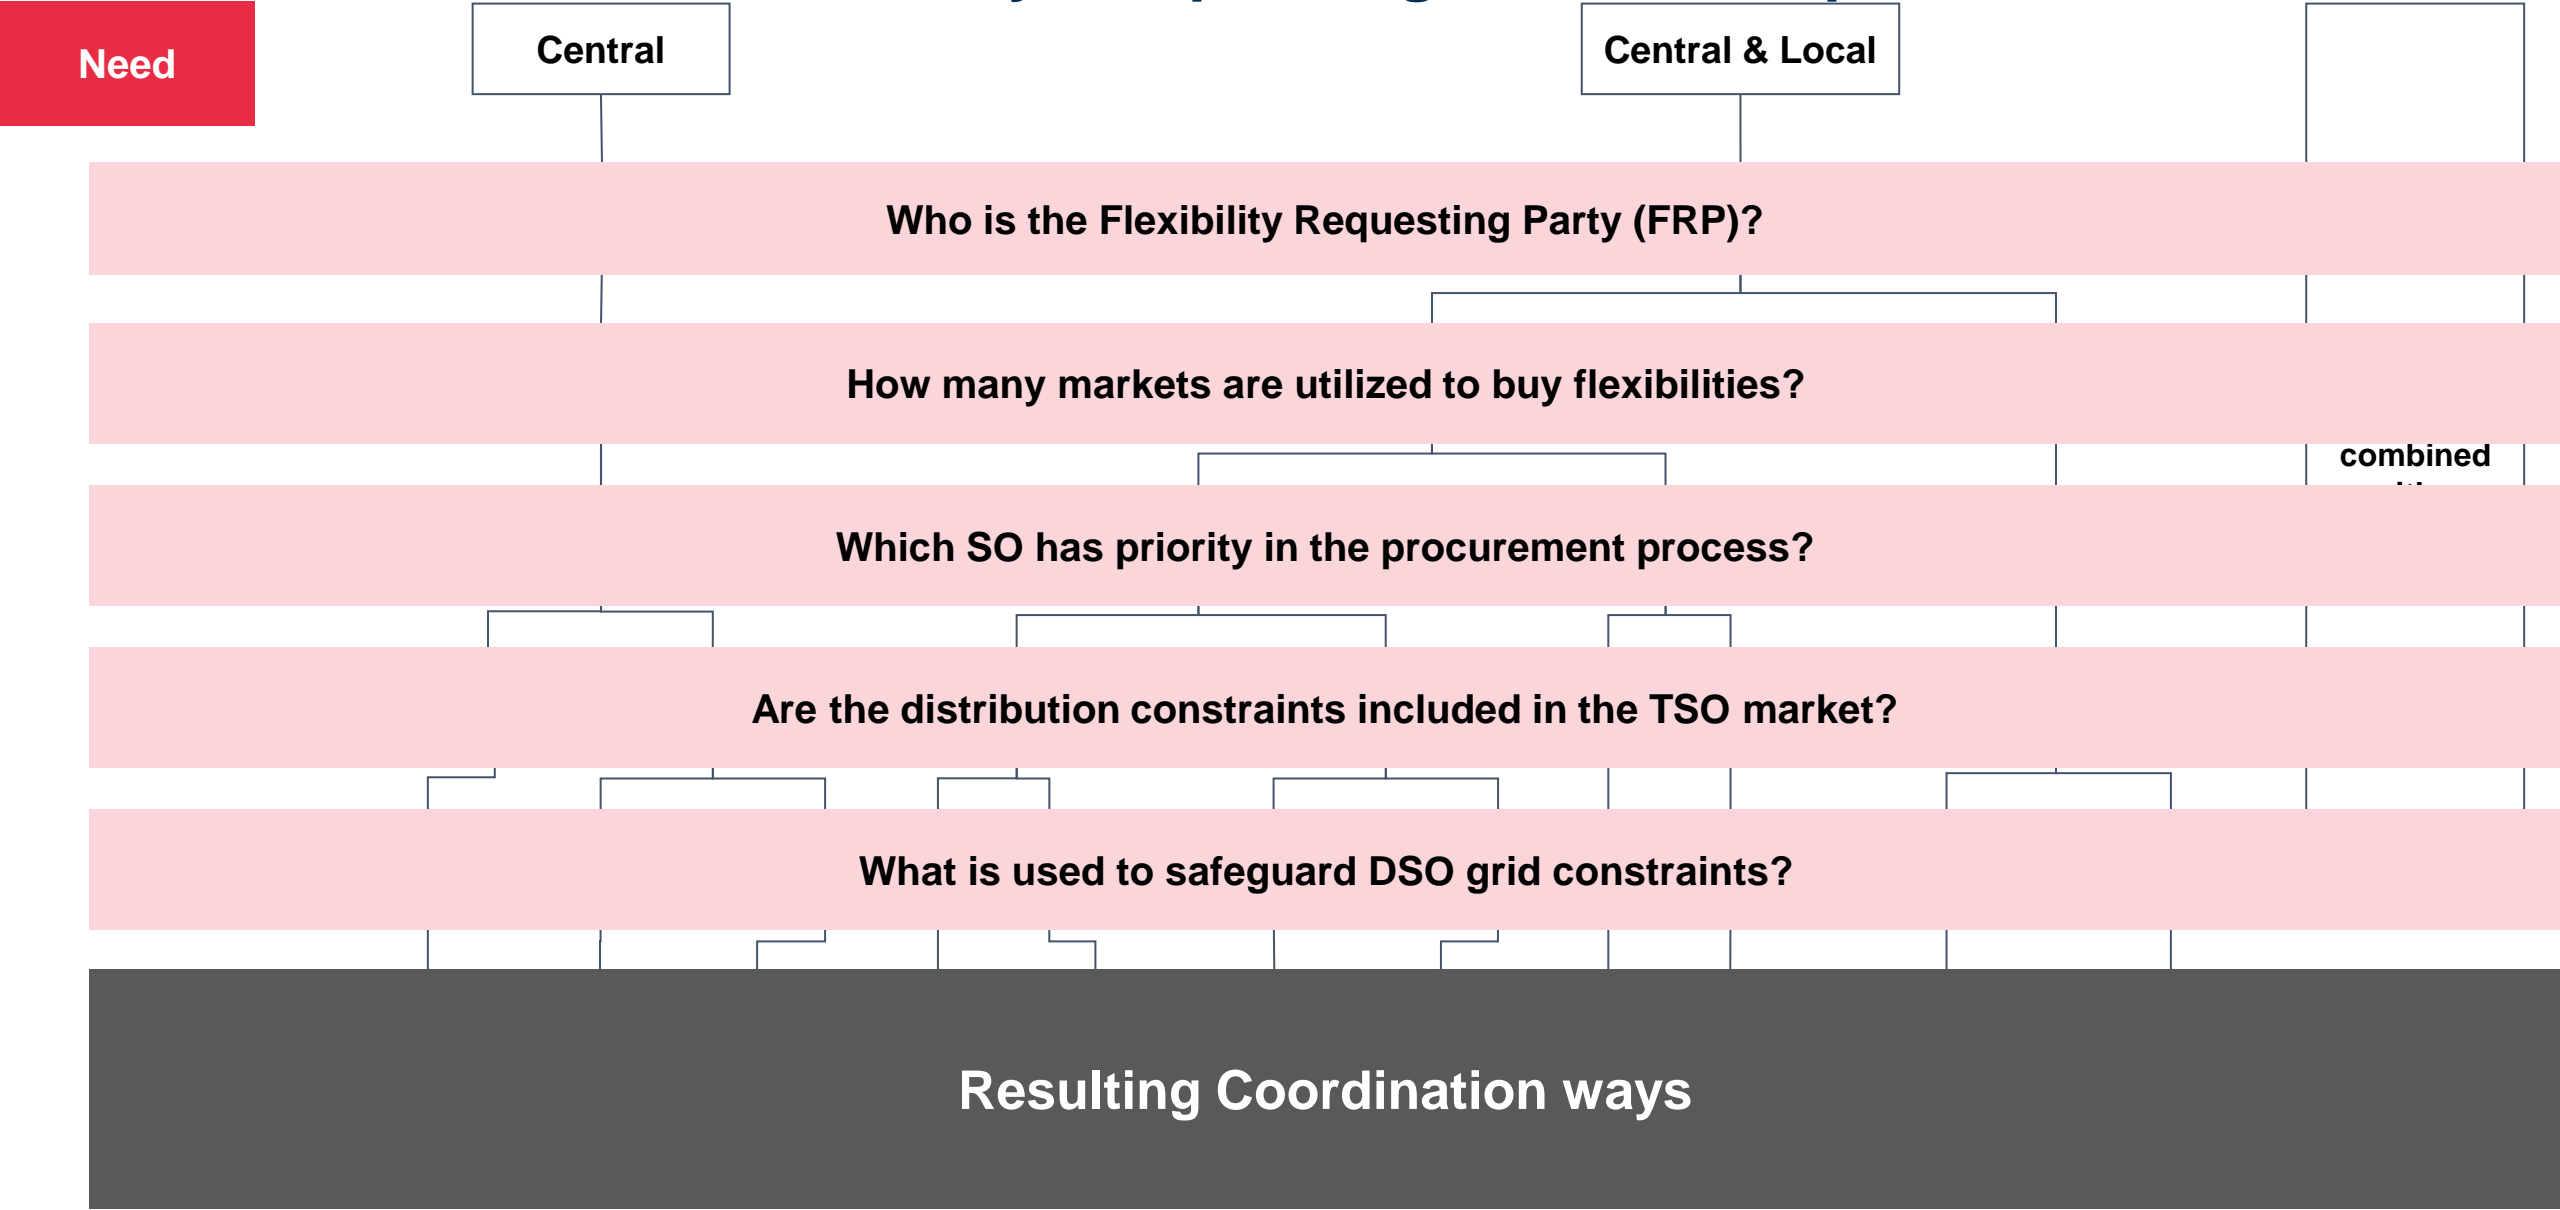 Need
Central
Central & Local
Who is the Flexibility Requesting Party (FRP)?
How many markets are utilized to buy flexibilities?
combined
Which SO has priority in the procurement process?
Are the distribution constraints included in the TSO market?
What is used to safeguard DSO grid constraints?
Resulting Coordination ways